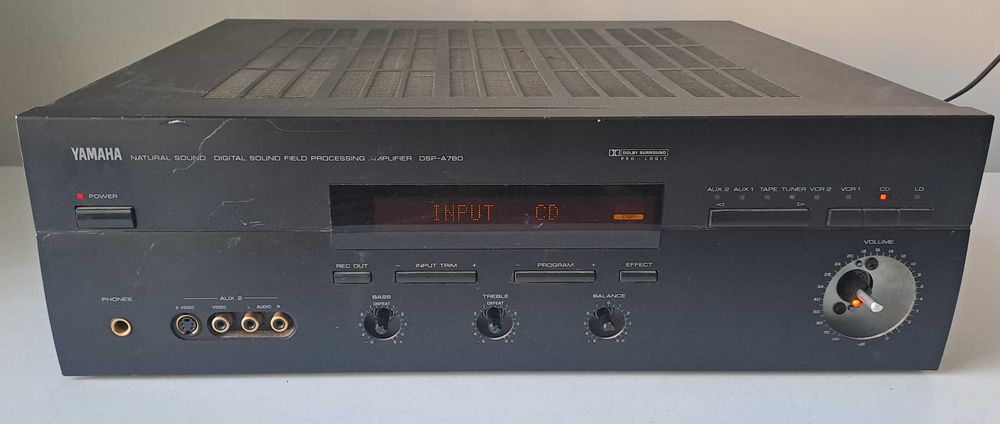 YAMAHA NATURAL SOUND DIGITAL SOUND FIELD PROCESSING AMPLIFIER DSP-A780
DOLBY SURROUND
PRO · LOGIC
POWER
AUX 2 AUX 1 TAPE TUNER VCR 2 VCR 1 CD LD
INPUT CD
DSP
VOLUME
REC OUT - INPUT TRIM + - PROGRAM + EFFECT
PHONES
AUX 2
S VIDEO VIDEO L AUDIO R
BASS TREBLE BALANCE
DEFEAT DEFEAT